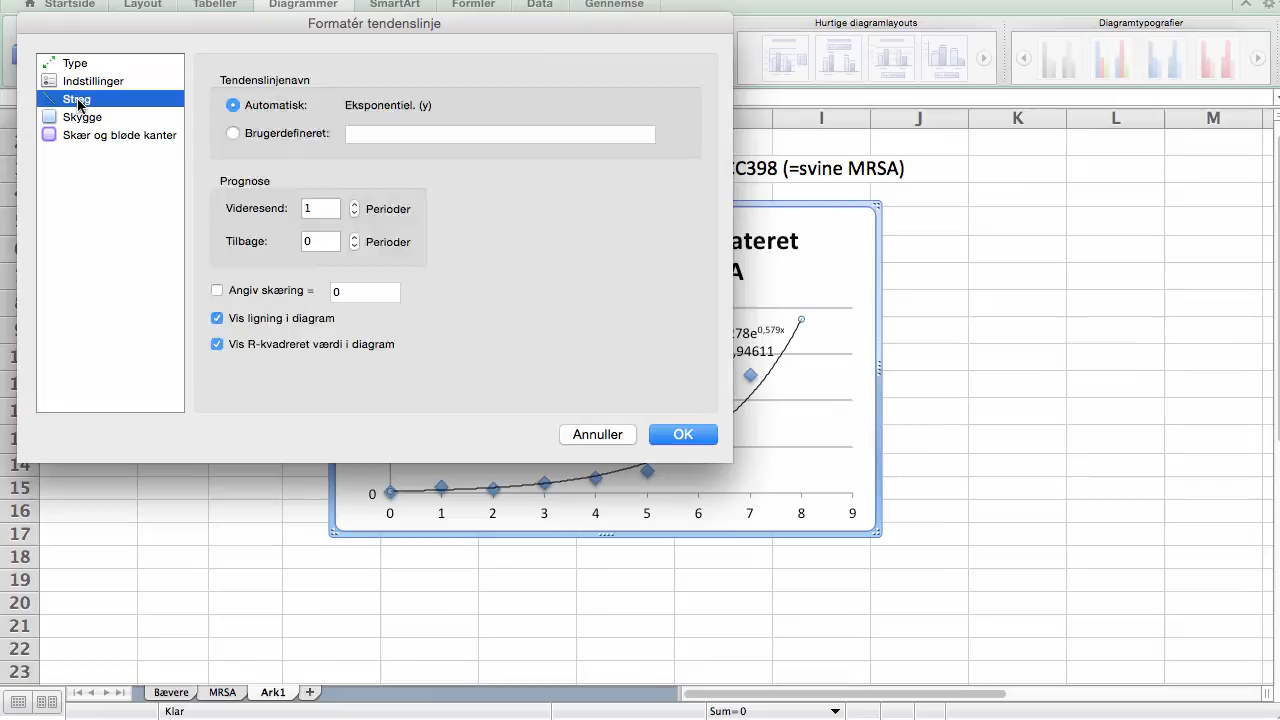 Startside Layout Tabeller Diagrammer SmartArt Formler Data Gennemse
Formatér tendenslinje
Hurtige diagramlayouts
Diagramtypografier
Type
Indstillinger
Streg
Skygge
Skær og bløde kanter
Tendenslinjenavn
Automatisk: Eksponentiel. (y)
Brugerdefineret:
Prognose
Videresend: 1 Perioder
Tilbage: 0 Perioder
Angiv skæring = 0
Vis ligning i diagram
Vis R-kvadreret værdi i diagram
Annuller OK
I J K L M
CC398 (=svine MRSA)
ateret
A
278e0,579x
,94611
0
0 1 2 3 4 5 6 7 8 9
14
15
16
17
18
19
20
21
22
23
Bævere MRSA Ark1
Klar
Sum=0